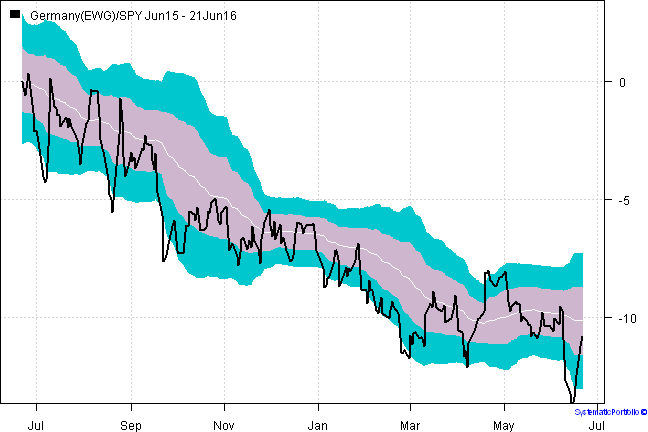 Germany(EWG)/SPY Jun15 - 21Jun16
0
-5
-10
SystematicPortfolio ©
Jul Sep Nov Jan Mar May Jul